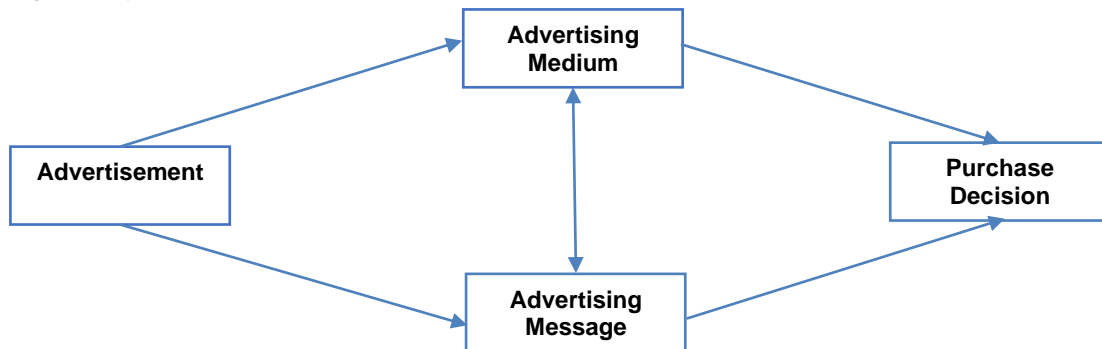 Advertising
Medium
Advertisement
Purchase
Decision
Advertising
Message